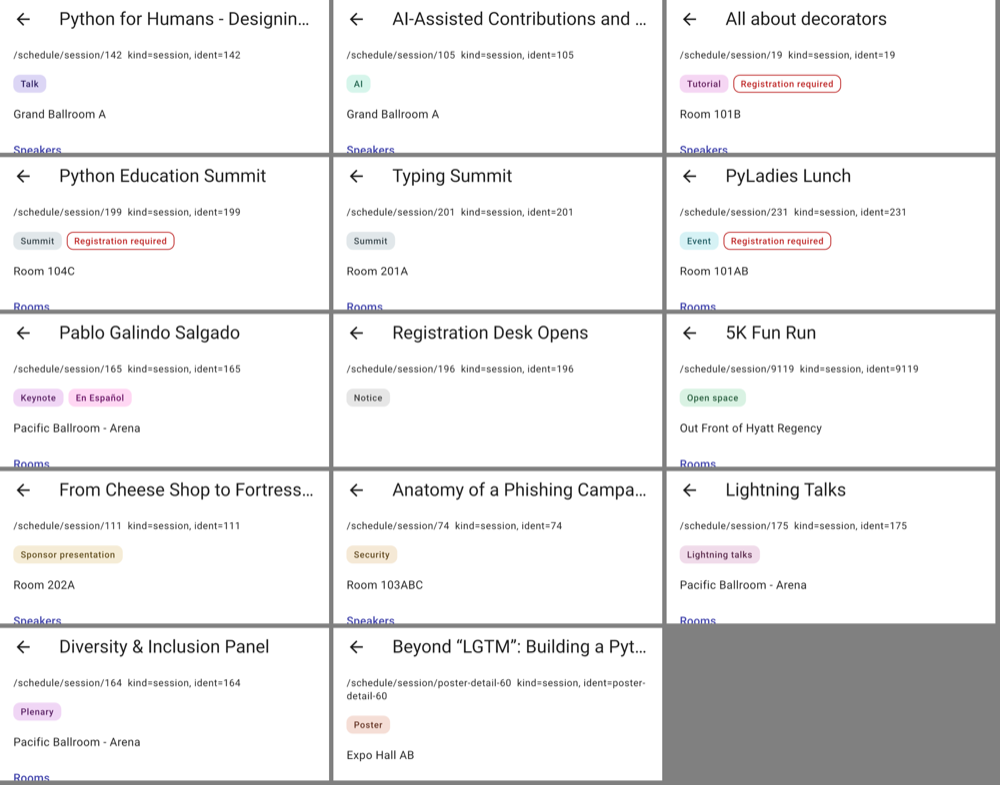 Python for Humans - Designin...
/schedule/session/142 kind=session, ident=142
Talk
Grand Ballroom A
Speakers
AI-Assisted Contributions and ...
/schedule/session/105 kind=session, ident=105
AI
Grand Ballroom A
Speakers
All about decorators
/schedule/session/19 kind=session, ident=19
Tutorial Registration required
Room 101B
Speakers
Python Education Summit
/schedule/session/199 kind=session, ident=199
Summit Registration required
Room 104C
Rooms
Typing Summit
/schedule/session/201 kind=session, ident=201
Summit
Room 201A
Rooms
PyLadies Lunch
/schedule/session/231 kind=session, ident=231
Event Registration required
Room 101AB
Rooms
Pablo Galindo Salgado
/schedule/session/165 kind=session, ident=165
Keynote En Español
Pacific Ballroom - Arena
Rooms
Registration Desk Opens
/schedule/session/196 kind=session, ident=196
Notice
5K Fun Run
/schedule/session/9119 kind=session, ident=9119
Open space
Out Front of Hyatt Regency
Rooms
From Cheese Shop to Fortress...
/schedule/session/111 kind=session, ident=111
Sponsor presentation
Room 202A
Speakers
Anatomy of a Phishing Campa...
/schedule/session/74 kind=session, ident=74
Security
Room 103ABC
Speakers
Lightning Talks
/schedule/session/175 kind=session, ident=175
Lightning talks
Pacific Ballroom - Arena
Rooms
Diversity & Inclusion Panel
/schedule/session/164 kind=session, ident=164
Plenary
Pacific Ballroom - Arena
Rooms
Beyond “LGTM”: Building a Pyt...
/schedule/session/poster-detail-60 kind=session, ident=poster-
detail-60
Poster
Expo Hall AB